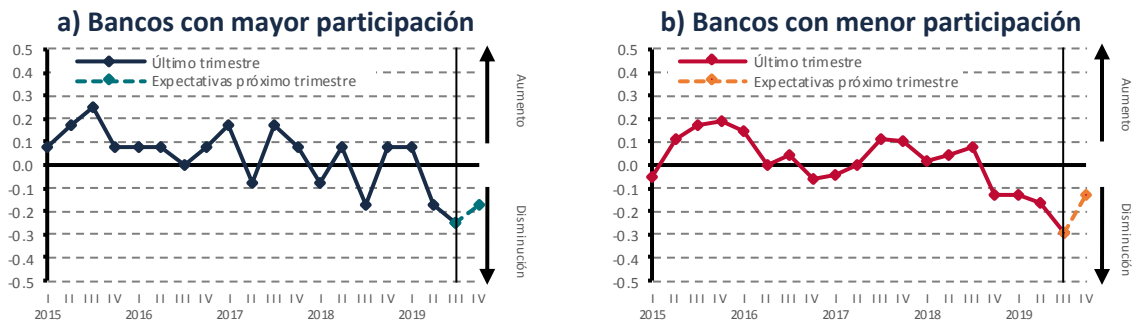 a) Bancos con mayor participación
0.5
0.4
0.3
0.2
0.1
0.0
-0.1
-0.2
-0.3
-0.4
-0.5
Último trimestre
Expectativas próximo trimestre
Aumento
Disminución
I II III IV I II III IV I II III IV I II III IV I II III IV
2015 2016 2017 2018 2019
b) Bancos con menor participación
0.5
0.4
0.3
0.2
0.1
0.0
-0.1
-0.2
-0.3
-0.4
-0.5
Último trimestre
Expectativas próximo trimestre
Aumento
Disminución
I II III IV I II III IV I II III IV I II III IV I II III IV
2015 2016 2017 2018 2019